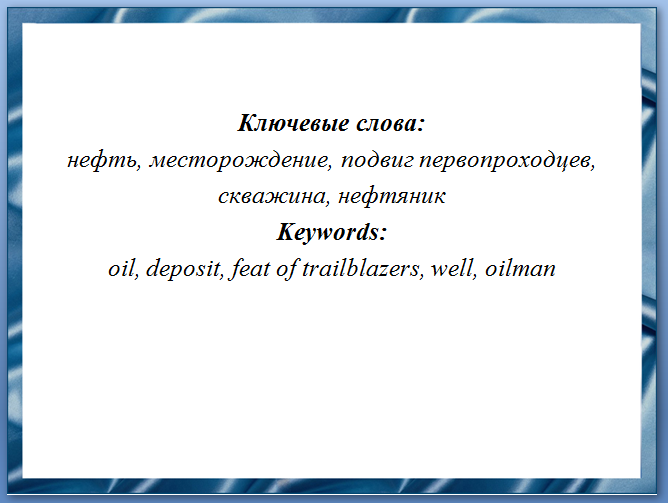 Ключевые слова:
нефть, месторождение, подвиг первопроходцев,
скважина, нефтяник
Keywords:
oil, deposit, feat of trailblazers, well, oilman